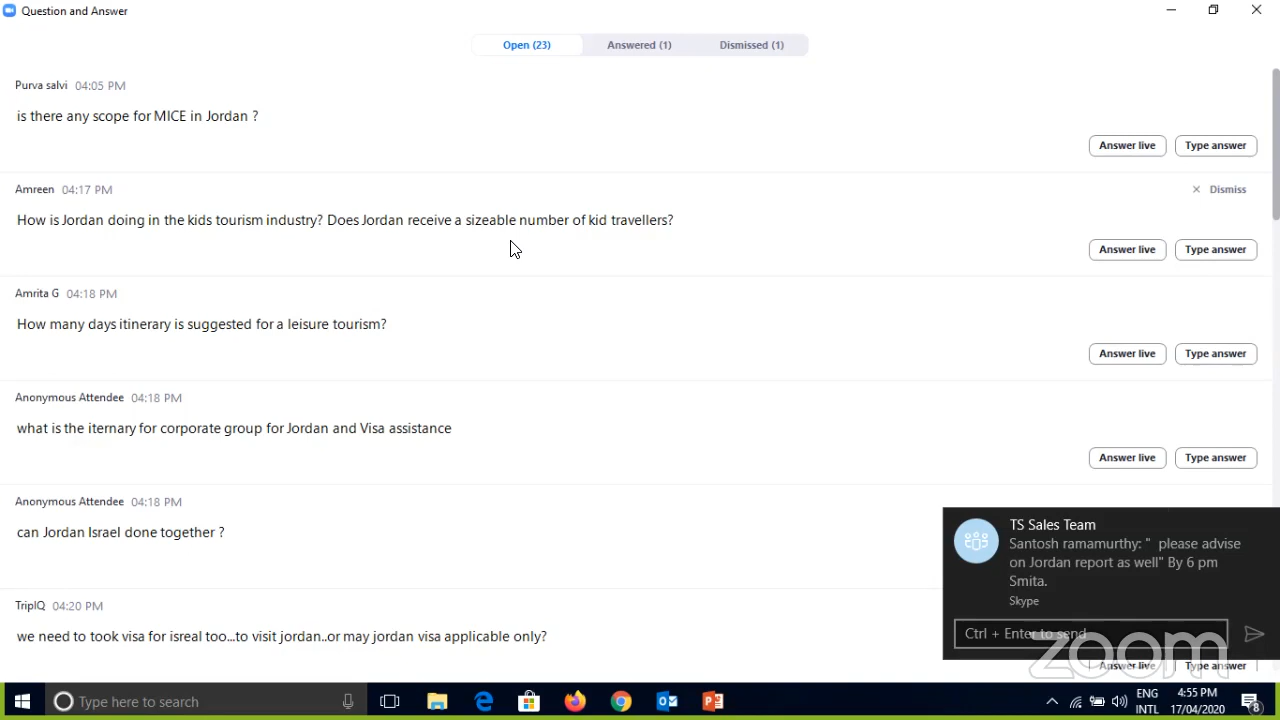 Question and Answer
Open (23)
Answered (1)
Dismissed (1)
Purva salvi 04:05 PM
is there any scope for MICE in Jordan ?
Answer live
Type answer
Amreen 04:17 PM
Dismiss
How is Jordan doing in the kids tourism industry? Does Jordan receive a sizeable number of kid travellers?
Answer live
Type answer
Amrita G 04:18 PM
How many days itinerary is suggested for a leisure tourism?
Answer live
Type answer
Anonymous Attendee 04:18 PM
what is the iternary for corporate group for Jordan and Visa assistance
Answer live
Type answer
Anonymous Attendee 04:18 PM
can Jordan Israel done together ?
TripIQ 04:20 PM
we need to took visa for isreal too...to visit jordan..or may jordan visa applicable only?
Answer live
Type answer
TS Sales Team
Santosh ramamurthy: " please advise
on Jordan report as well" By 6 pm
Smita.
Skype
Ctrl + Enter to send
zoom
Type here to search
ENG
INTL
4:55 PM
17/04/2020
8